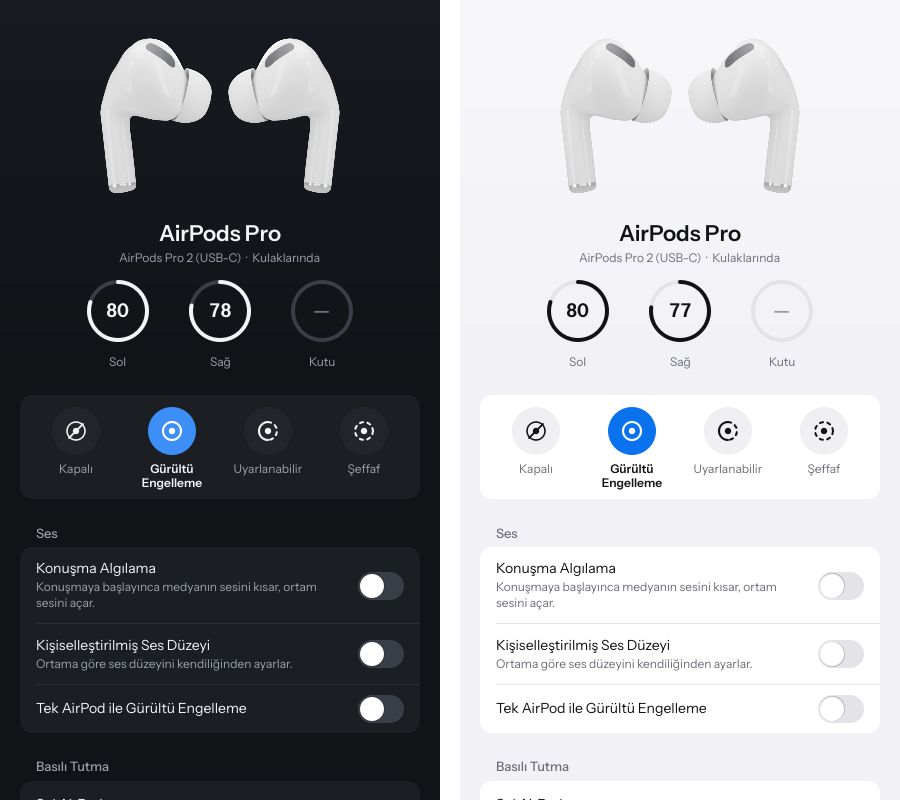 AirPods Pro
AirPods Pro 2 (USB-C) · Kulaklarında
80
78
—
Sol
Sağ
Kutu
Kapalı
Gürültü
Engelleme
Uyarlanabilir
Şeffaf
Ses
Konuşma Algılama
Konuşmaya başlayınca medyanın sesini kısar, ortam
sesini açar.
Kişiselleştirilmiş Ses Düzeyi
Ortama göre ses düzeyini kendiliğinden ayarlar.
Tek AirPod ile Gürültü Engelleme
Basılı Tutma
AirPods Pro
AirPods Pro 2 (USB-C) · Kulaklarında
80
77
—
Sol
Sağ
Kutu
Kapalı
Gürültü
Engelleme
Uyarlanabilir
Şeffaf
Ses
Konuşma Algılama
Konuşmaya başlayınca medyanın sesini kısar, ortam
sesini açar.
Kişiselleştirilmiş Ses Düzeyi
Ortama göre ses düzeyini kendiliğinden ayarlar.
Tek AirPod ile Gürültü Engelleme
Basılı Tutma